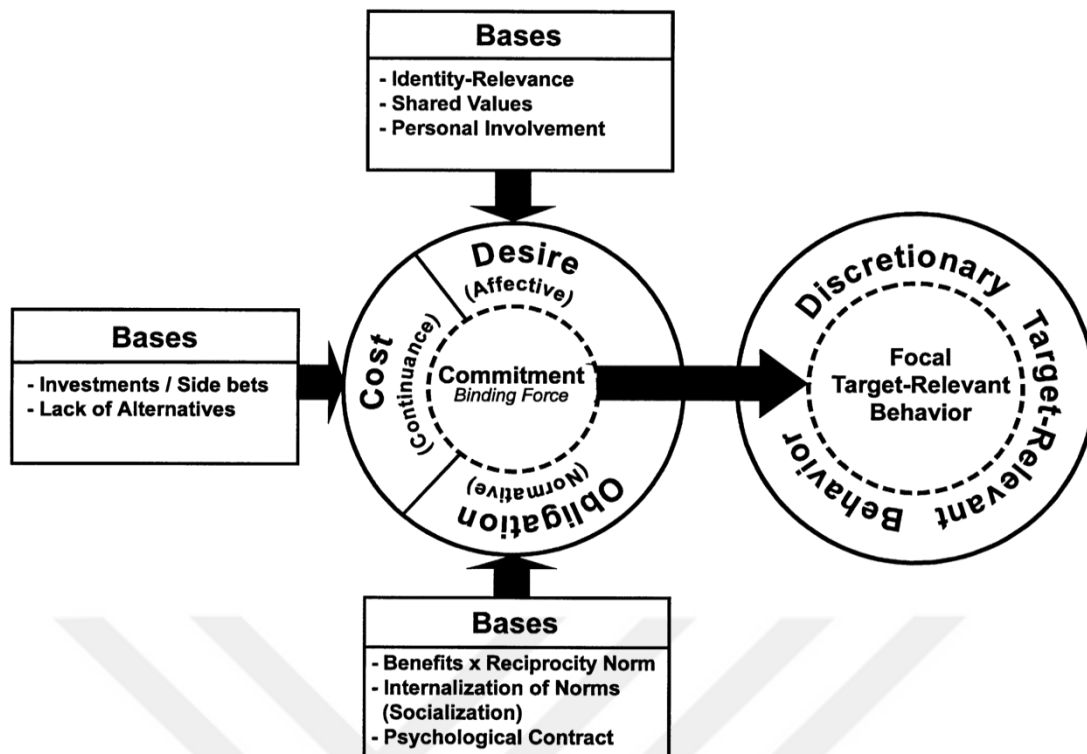 Bases
- Identity-Relevance
- Shared Values
- Personal Involvement
Bases
- Investments / Side bets
- Lack of Alternatives
Desire
(Affective)
Cost
(Continuance)
Commitment
Binding Force
(Normative)
Obligation
Discretionary Target-Relevant Behavior
Focal
Target-Relevant
Behavior
Bases
- Benefits x Reciprocity Norm
- Internalization of Norms
(Socialization)
- Psychological Contract